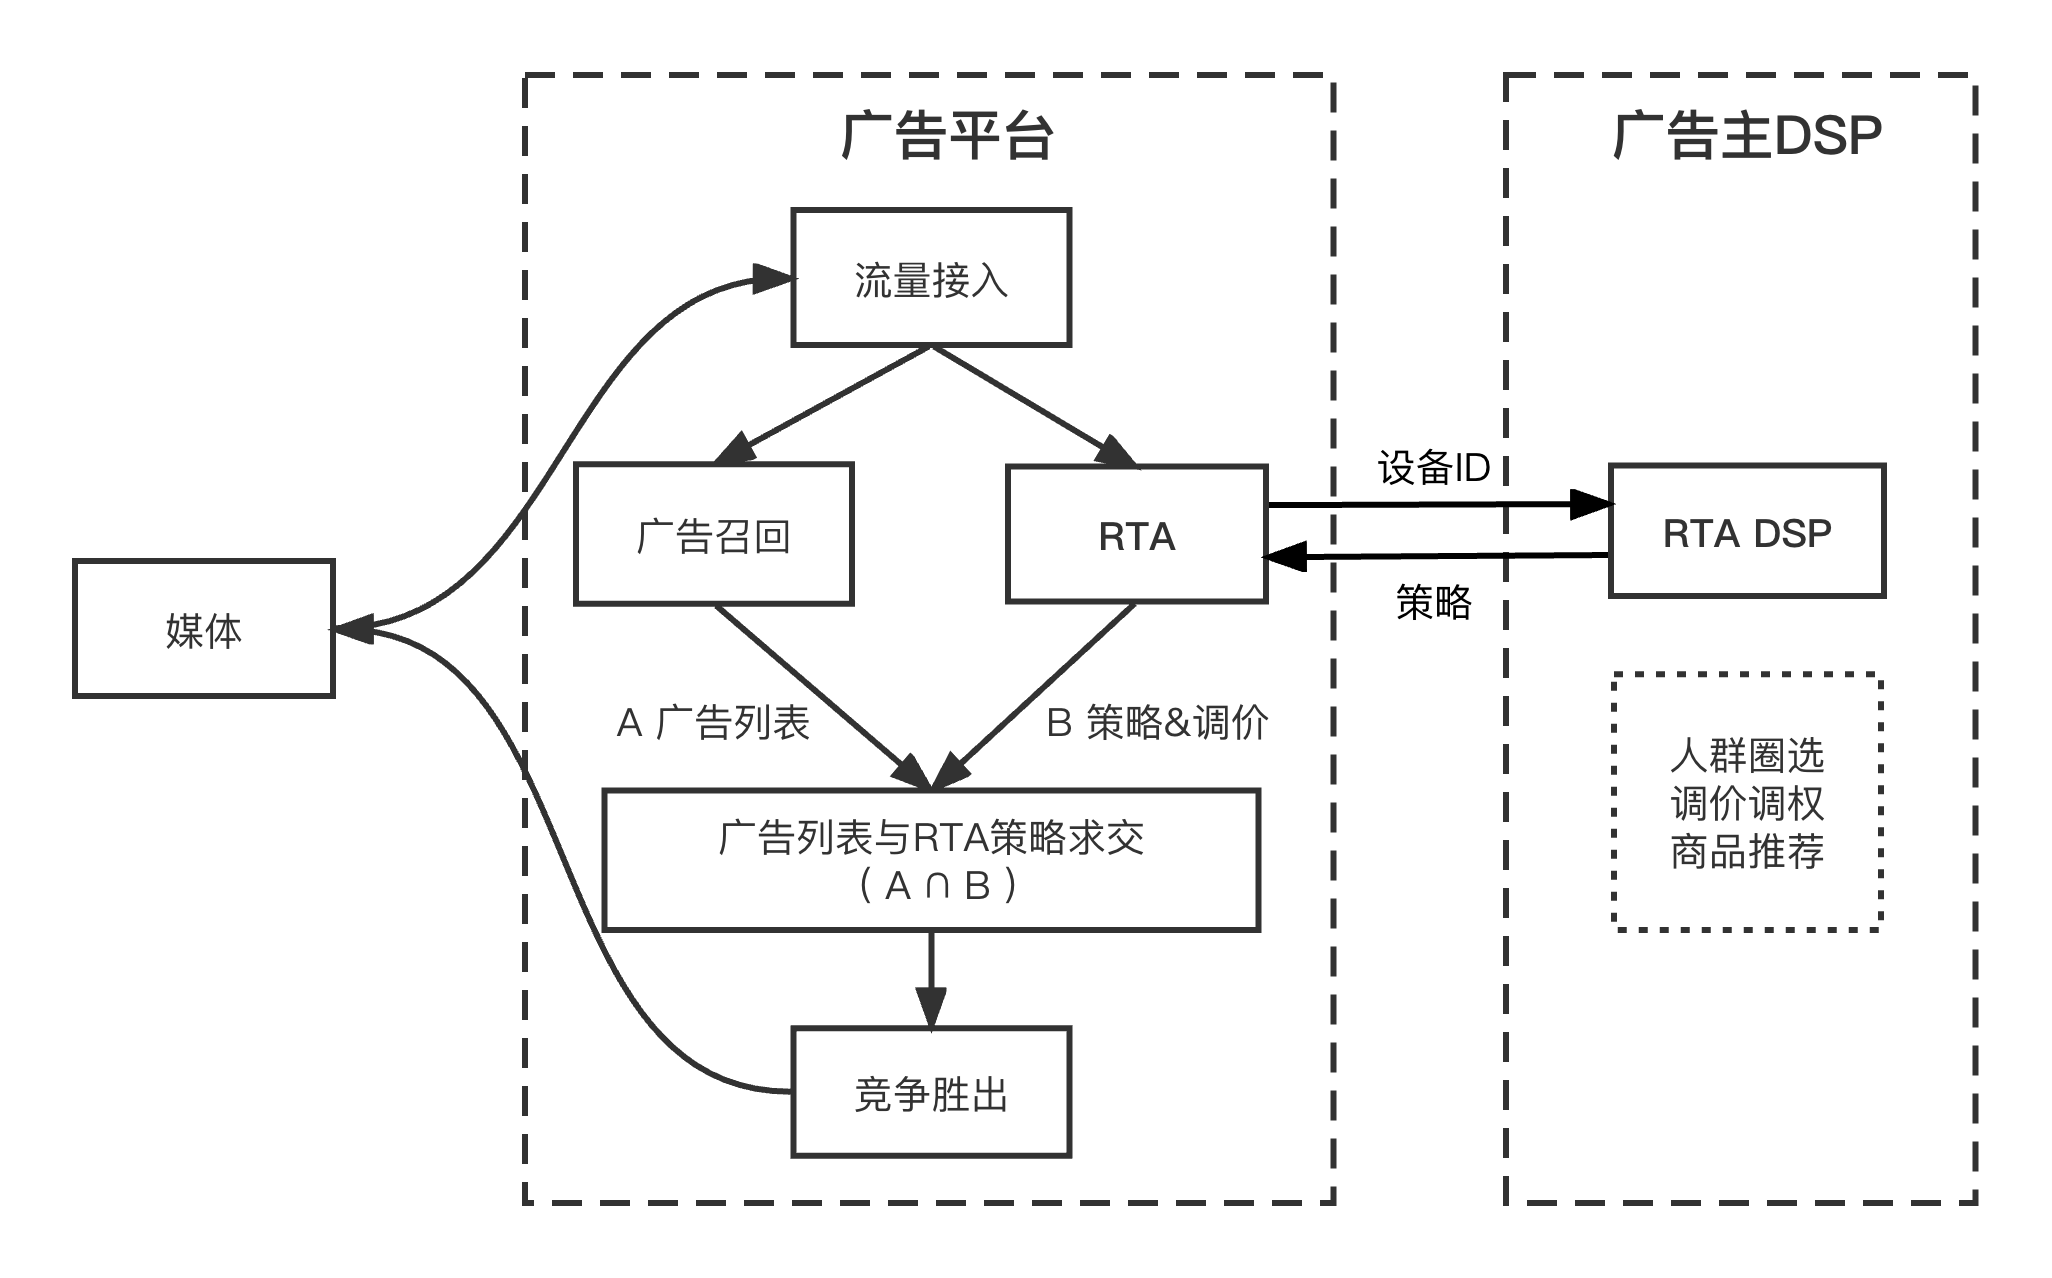 广告平台
广告主DSP
流量接入
广告召回
RTA
设备ID
策略
RTA DSP
媒体
A 广告列表
B 策略&调价
人群圈选
调价调权
商品推荐
广告列表与RTA策略求交
( A ∩ B )
竞争胜出